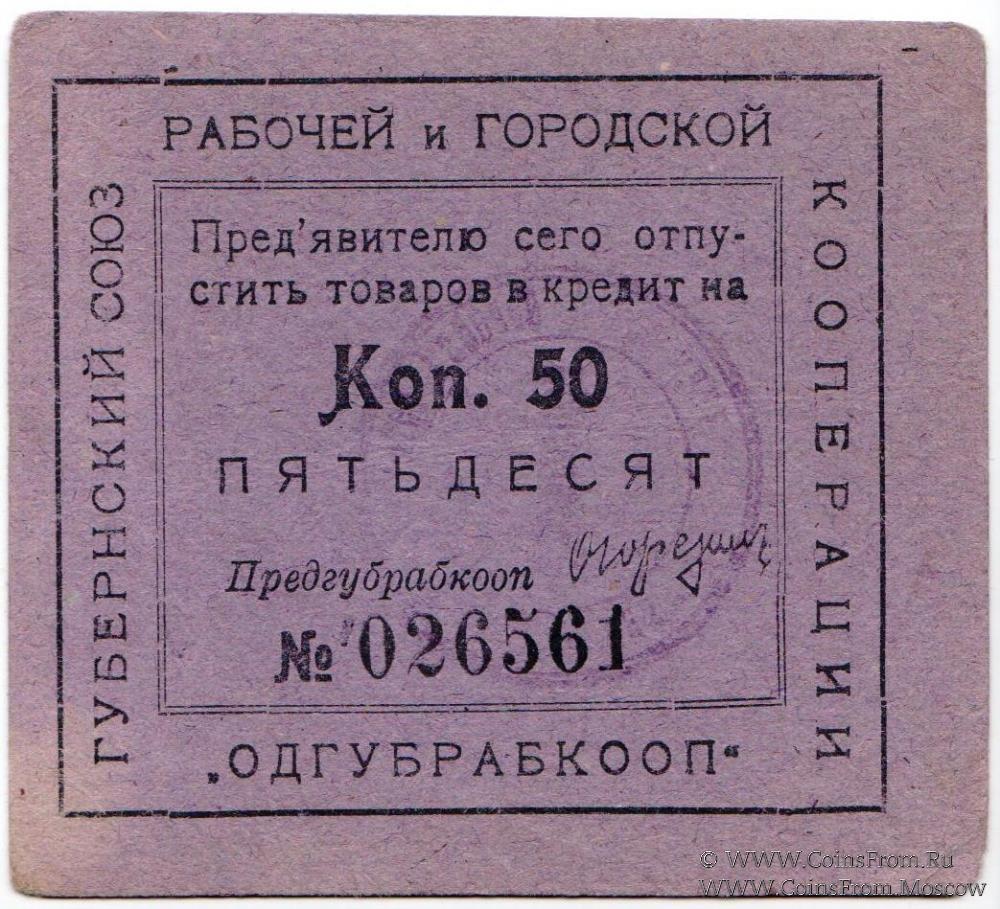 ГУБЕРНСКИЙ СОЮЗ
РАБОЧЕЙ и ГОРОДСКОЙ
КООПЕРАЦИИ
„ОДГУБРАБКООП“
Пред'явителю сего отпу-
стить товаров в кредит на
Коп. 50
ПЯТЬДЕСЯТ
Предгубрабкооп
№ 026561
© WWW.CoinsFrom.Ru
WWW.CoinsFrom.Moscow